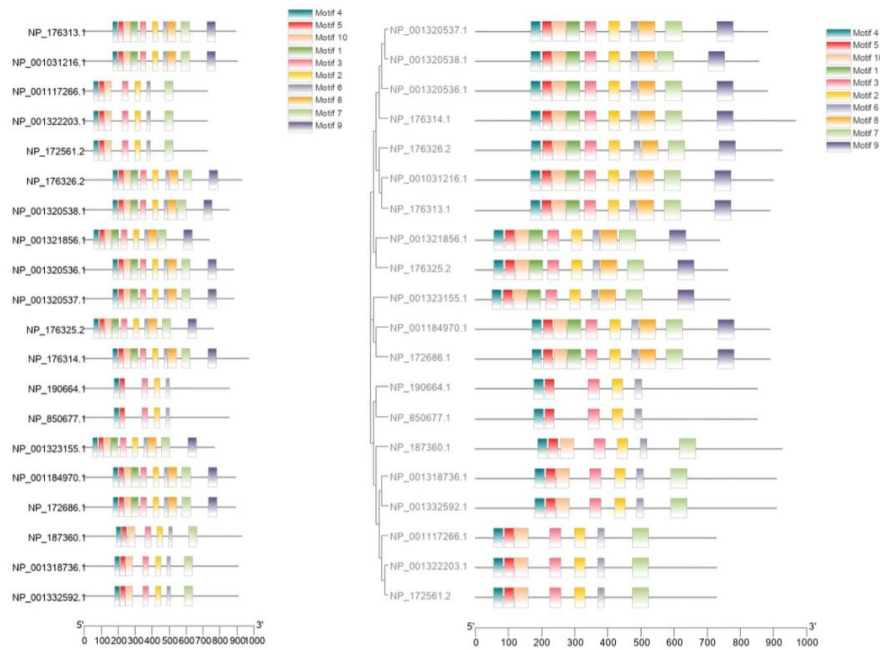 NP_176313.1
NP_001031216.1
NP_001117266.1
NP_001322203.1
NP_172561.2
NP_176326.2
NP_001320538.1
NP_001321856.1
NP_001320536.1
NP_001320537.1
NP_176325.2
NP_176314.1
NP_190664.1
NP_850677.1
NP_001323155.1
NP_001184970.1
NP_172686.1
NP_187360.1
NP_001318736.1
NP_001332592.1
5' 3'
0 100 200 300 400 500 600 700 800 900 1000
Motif 4
Motif 5
Motif 10
Motif 1
Motif 3
Motif 2
Motif 6
Motif 8
Motif 7
Motif 9
NP_001320537.1
NP_001320538.1
NP_001320536.1
NP_176314.1
NP_176326.2
NP_001031216.1
NP_176313.1
NP_001321856.1
NP_176325.2
NP_001323155.1
NP_001184970.1
NP_172686.1
NP_190664.1
NP_850677.1
NP_187360.1
NP_001318736.1
NP_001332592.1
NP_001117266.1
NP_001322203.1
NP_172561.2
5' 3'
0 100 200 300 400 500 600 700 800 900 1000
Motif 4
Motif 5
Motif 10
Motif 1
Motif 3
Motif 2
Motif 6
Motif 8
Motif 7
Motif 9